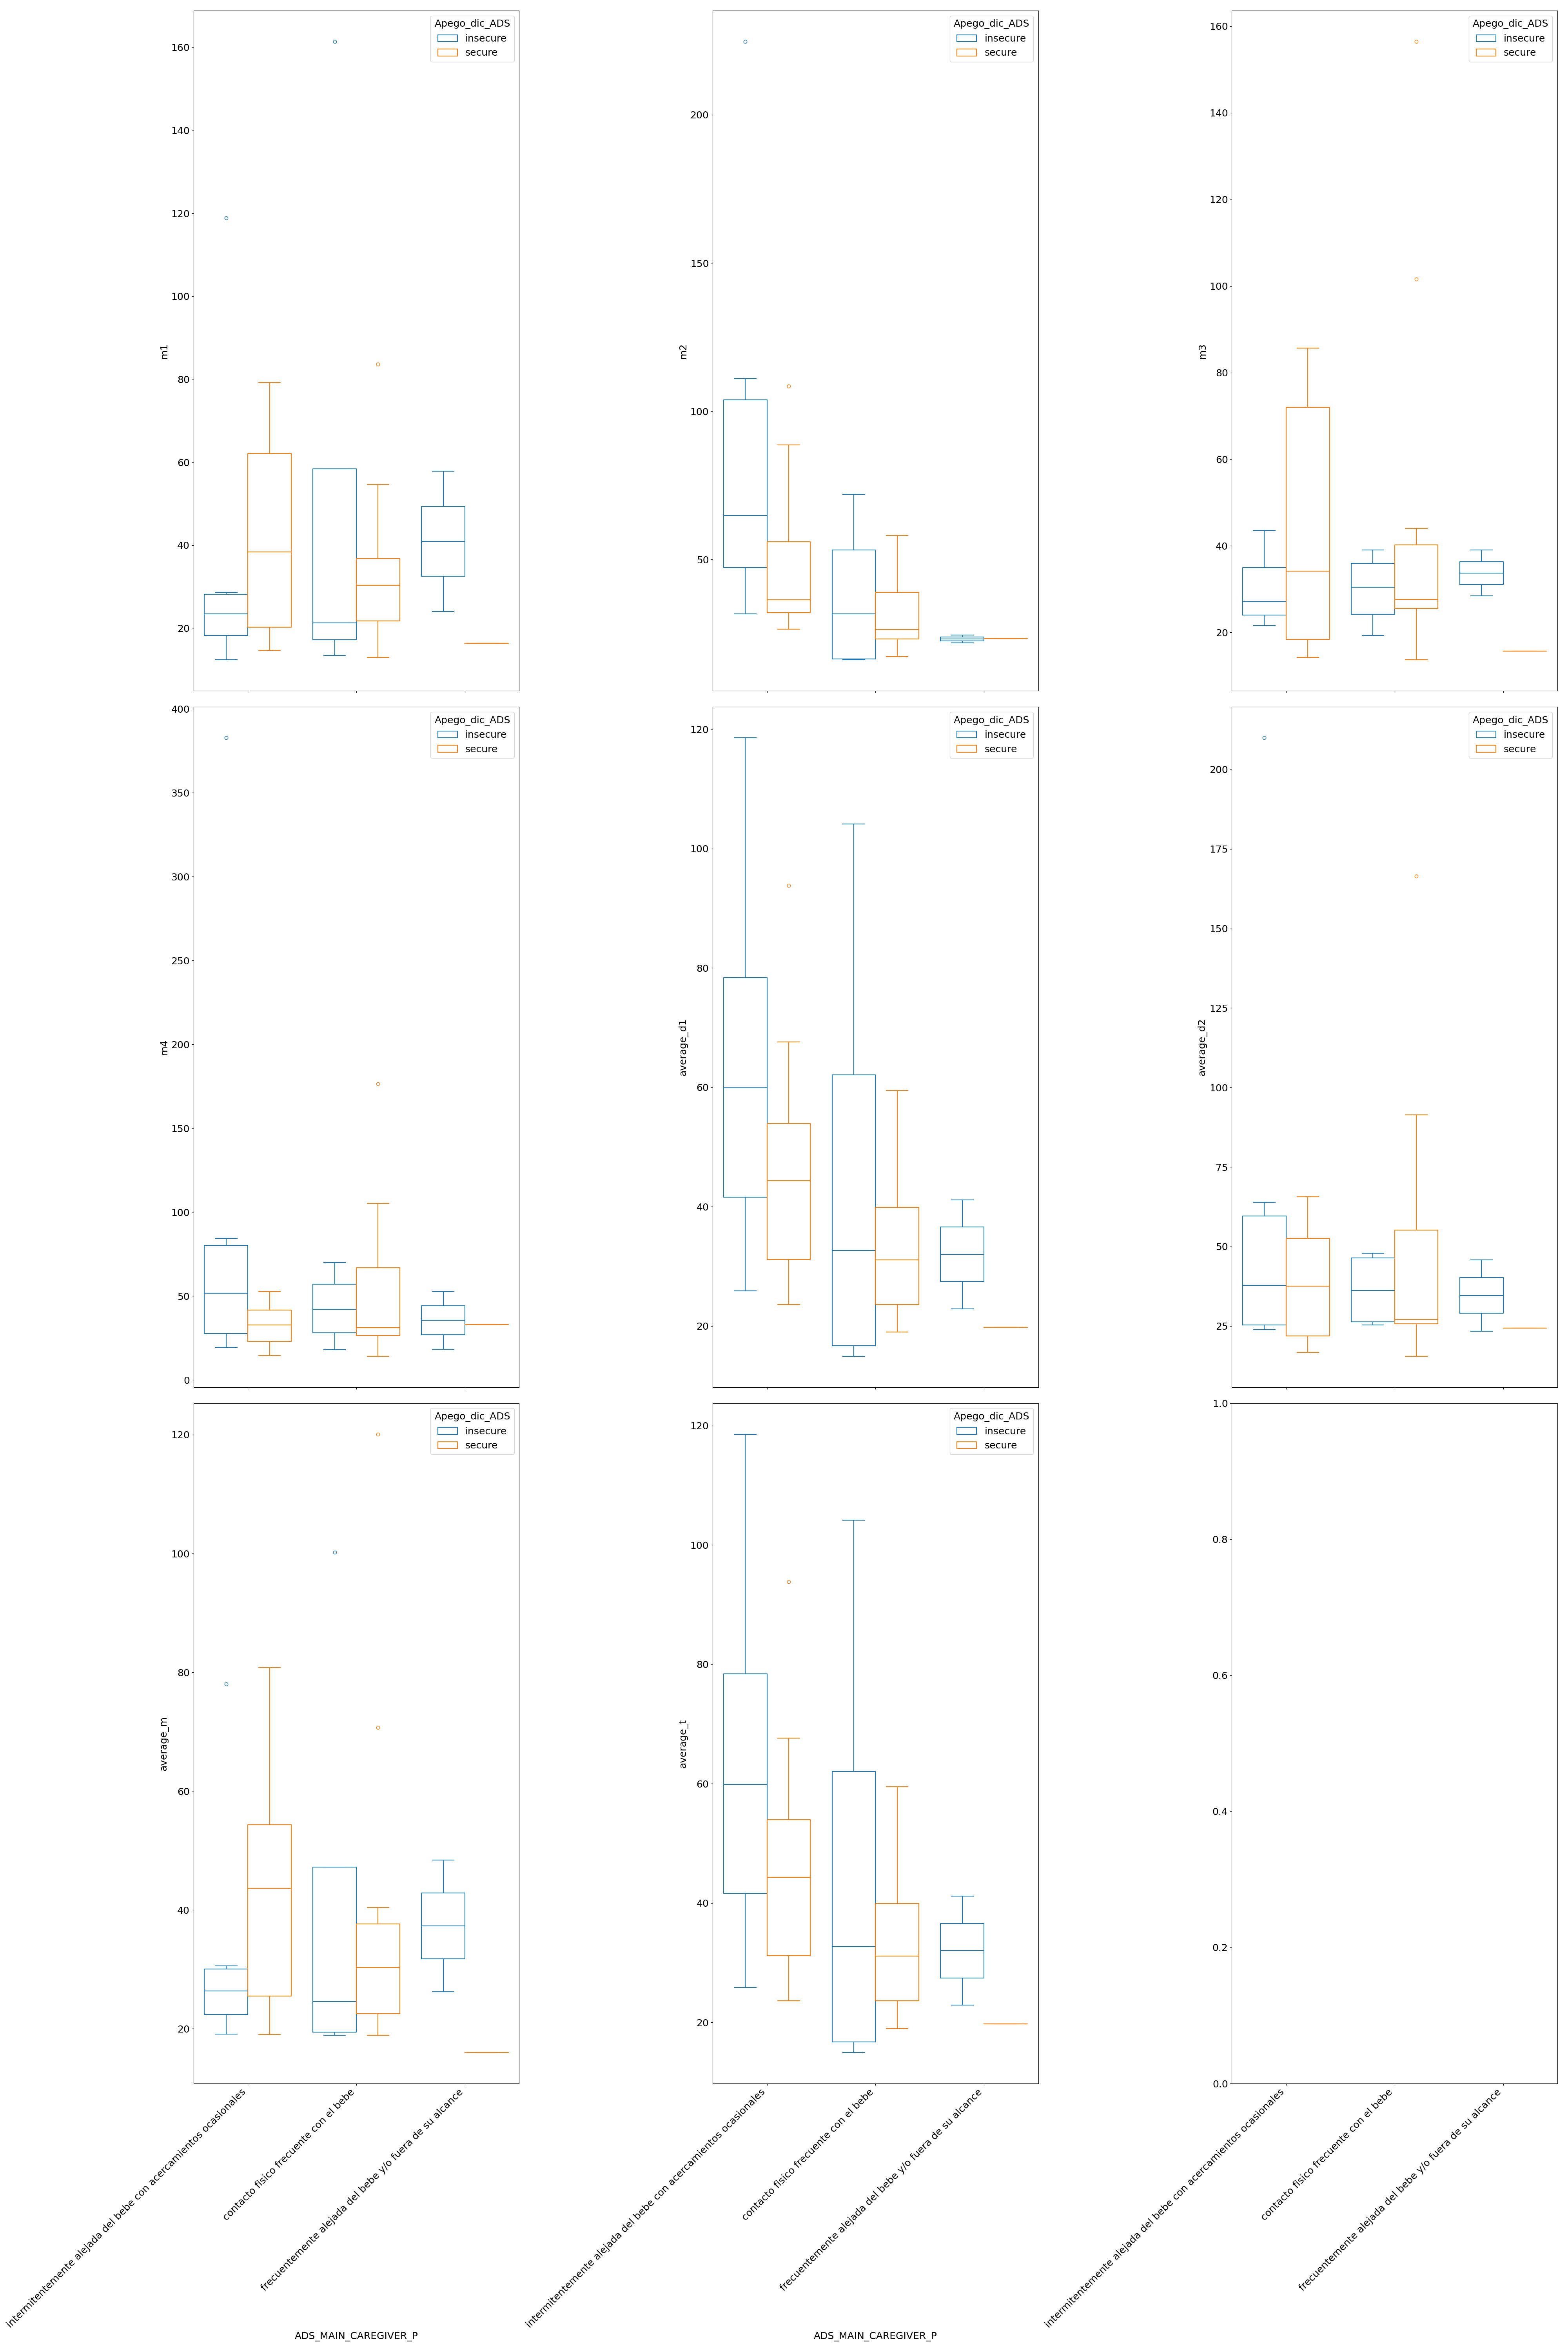 Apego_dic_ADS
insecure
secure
160
140
120
100
80
60
40
20
m1
Apego_dic_ADS
insecure
secure
200
150
100
50
m2
Apego_dic_ADS
insecure
secure
160
140
120
100
80
60
40
20
m3
Apego_dic_ADS
insecure
secure
400
350
300
250
200
150
100
50
0
m4
Apego_dic_ADS
insecure
secure
120
100
80
60
40
20
average_d1
Apego_dic_ADS
insecure
secure
200
175
150
125
100
75
50
25
average_d2
Apego_dic_ADS
insecure
secure
120
100
80
60
40
20
average_m
intermitentemente alejada del bebe con acercamientos ocasionales
contacto fisico frecuente con el bebe
frecuentemente alejada del bebe y/o fuera de su alcance
ADS_MAIN_CAREGIVER_P
Apego_dic_ADS
insecure
secure
120
100
80
60
40
20
average_t
intermitentemente alejada del bebe con acercamientos ocasionales
contacto fisico frecuente con el bebe
frecuentemente alejada del bebe y/o fuera de su alcance
ADS_MAIN_CAREGIVER_P
1.0
0.8
0.6
0.4
0.2
0.0
intermitentemente alejada del bebe con acercamientos ocasionales
contacto fisico frecuente con el bebe
frecuentemente alejada del bebe y/o fuera de su alcance